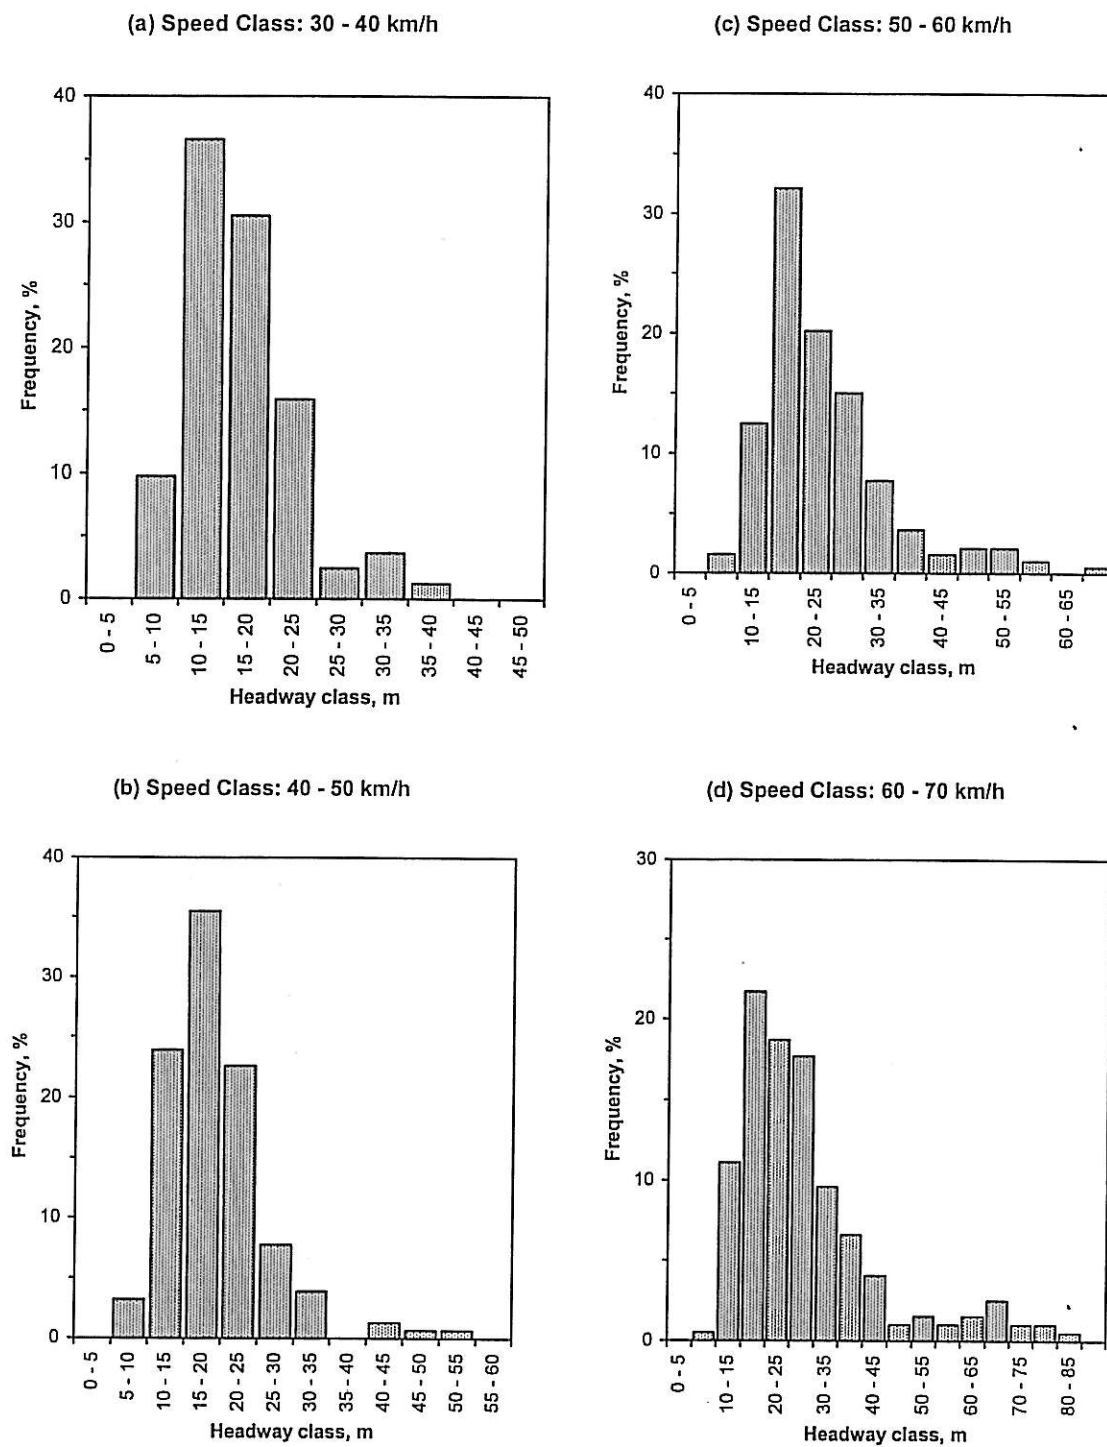 (a) Speed Class: 30 - 40 km/h
40
30
20
10
0
Frequency, %
0 - 5
5 - 10
10 - 15
15 - 20
20 - 25
25 - 30
30 - 35
35 - 40
40 - 45
45 - 50
Headway class, m
(c) Speed Class: 50 - 60 km/h
40
30
20
10
0
Frequency, %
0 - 5
10 - 15
20 - 25
30 - 35
40 - 45
50 - 55
60 - 65
Headway class, m
(b) Speed Class: 40 - 50 km/h
40
30
20
10
0
Frequency, %
0 - 5
5 - 10
10 - 15
15 - 20
20 - 25
25 - 30
30 - 35
35 - 40
40 - 45
45 - 50
50 - 55
55 - 60
Headway class, m
(d) Speed Class: 60 - 70 km/h
30
20
10
0
Frequency, %
0 - 5
10 - 15
20 - 25
30 - 35
40 - 45
50 - 55
60 - 65
70 - 75
80 - 85
Headway class, m